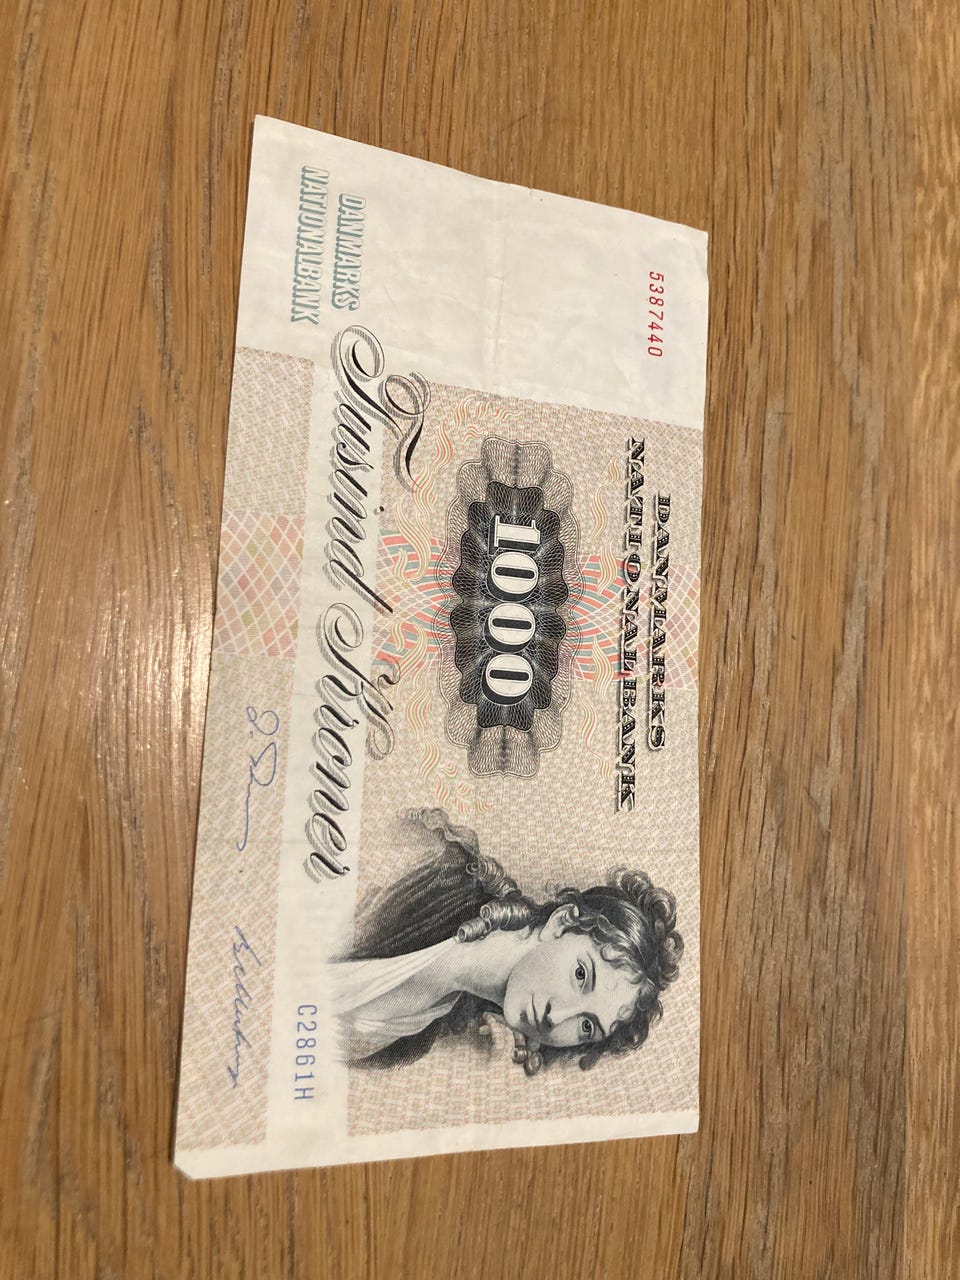 5387440
DANMARKS
NATIONALBANK
1000
DANMARKS
NATIONALBANK
Tusind Kroner
C2861H